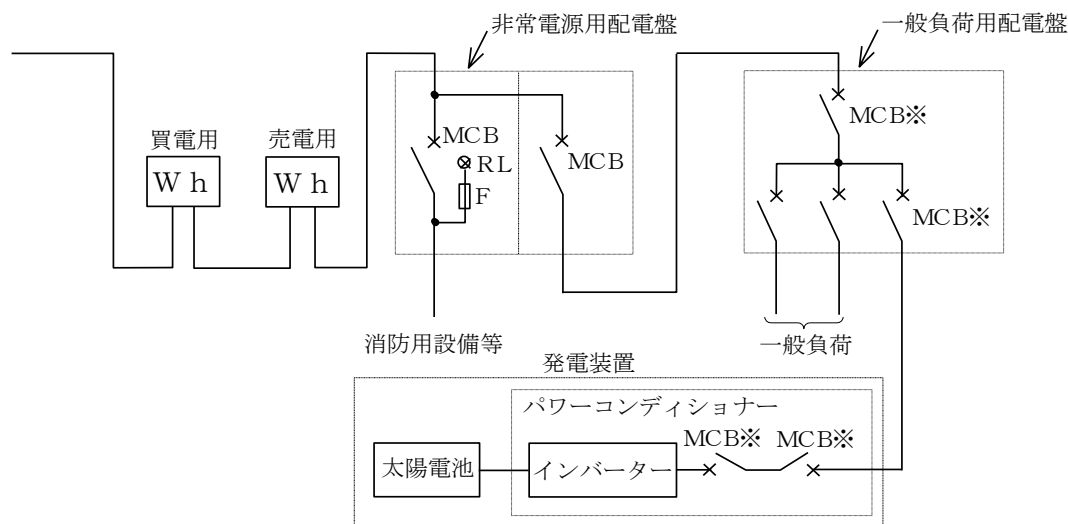 非常電源用配電盤
一般負荷用配電盤
買電用
売電用
Wh
Wh
MCB
RL
F
MCB
MCB※
MCB※
消防用設備等
一般負荷
発電装置
パワーコンディショナー
MCB※
MCB※
太陽電池
インバーター